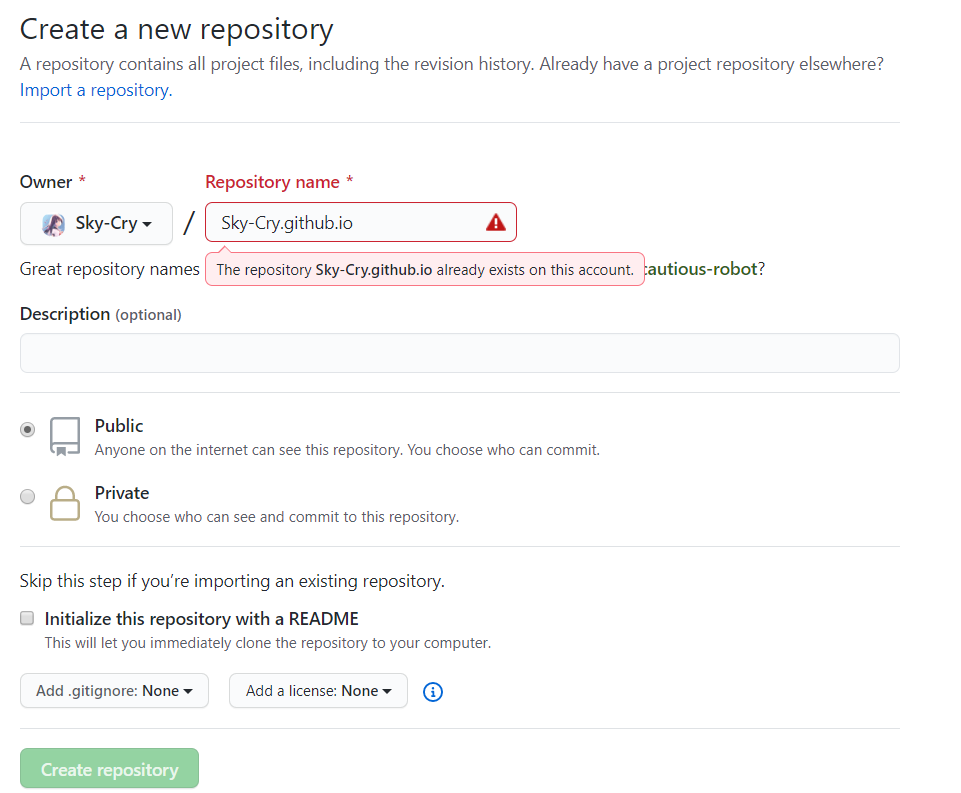 Create a new repository
A repository contains all project files, including the revision history. Already have a project repository elsewhere?
Import a repository.
Owner *
Repository name *
Sky-Cry
/
Sky-Cry.github.io
Great repository names
The repository Sky-Cry.github.io already exists on this account.
autious-robot?
Description (optional)
Public
Anyone on the internet can see this repository. You choose who can commit.
Private
You choose who can see and commit to this repository.
Skip this step if you’re importing an existing repository.
Initialize this repository with a README
This will let you immediately clone the repository to your computer.
Add .gitignore: None
Add a license: None
Create repository